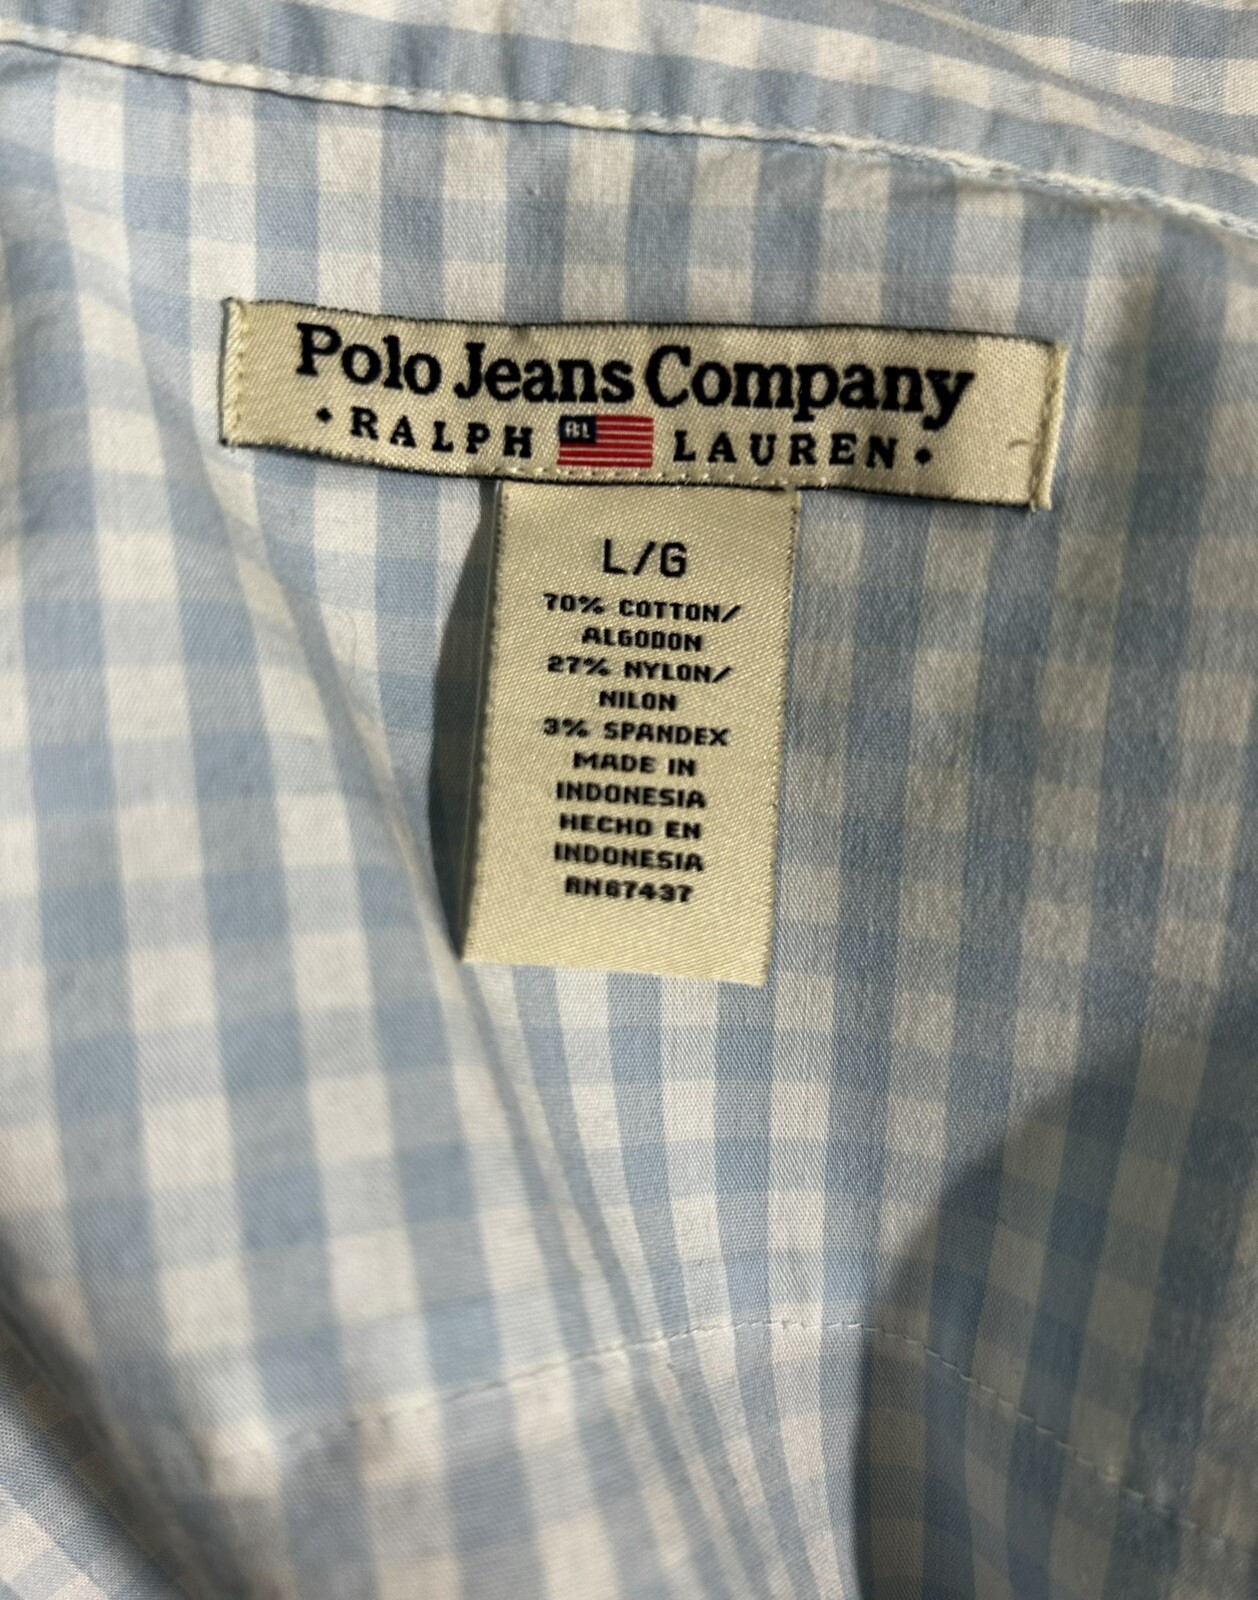 Polo Jeans Company
• RALPH RL LAUREN •
L/G
70% COTTON/
ALGODON
27% NYLON/
NILON
3% SPANDEX
MADE IN
INDONESIA
HECHO EN
INDONESIA
RN67437